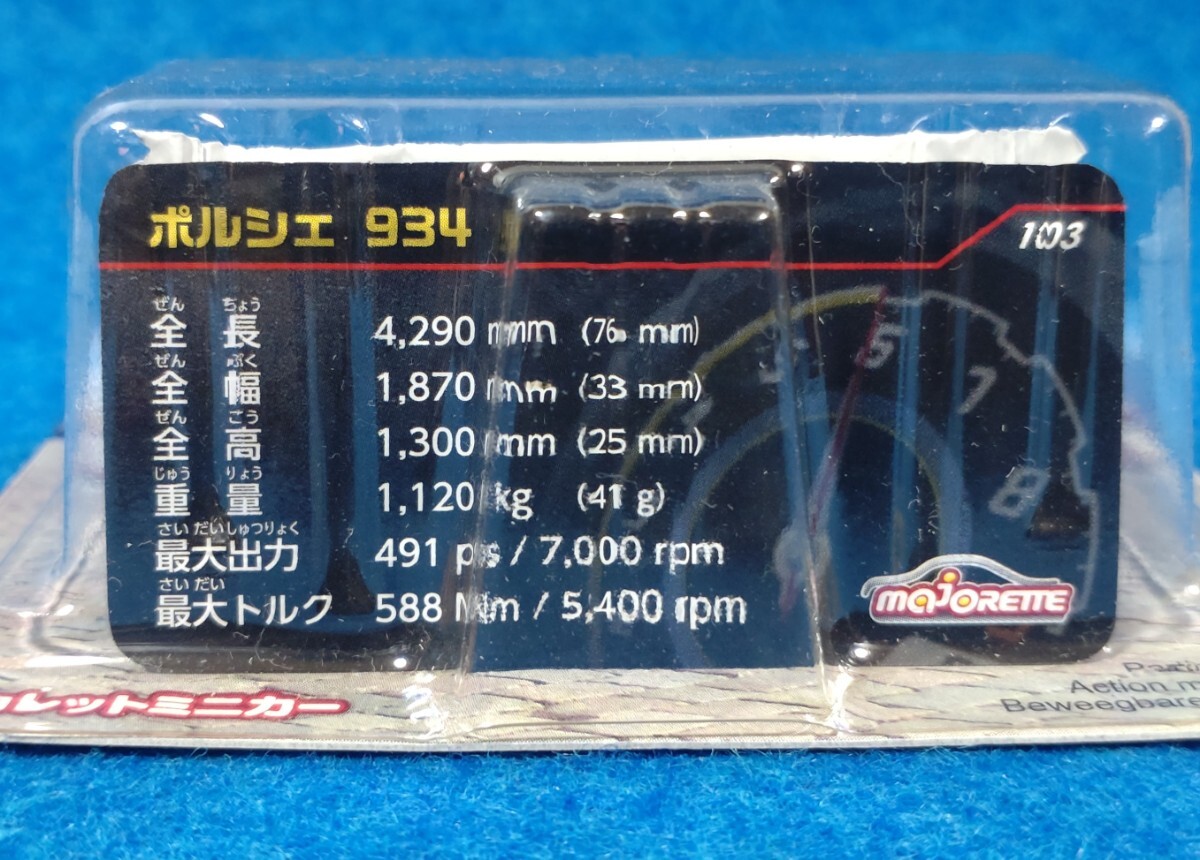 ポルシェ 934
103
ぜん ちょう
全 長 4,290 mm (76 mm)
ぜん ぷく
全 幅 1,870 mm (33 mm)
ぜん こう
全 高 1,300 mm (25 mm)
じゅう りょう
重 量 1,120 kg (41 g)
さい だい しゅつ りょく
最大出力 491 ps / 7,000 rpm
さい だい
最大トルク 588 Nm / 5,400 rpm
6
7
8
majORETTE
レットミニカー
Action
Beweegbare